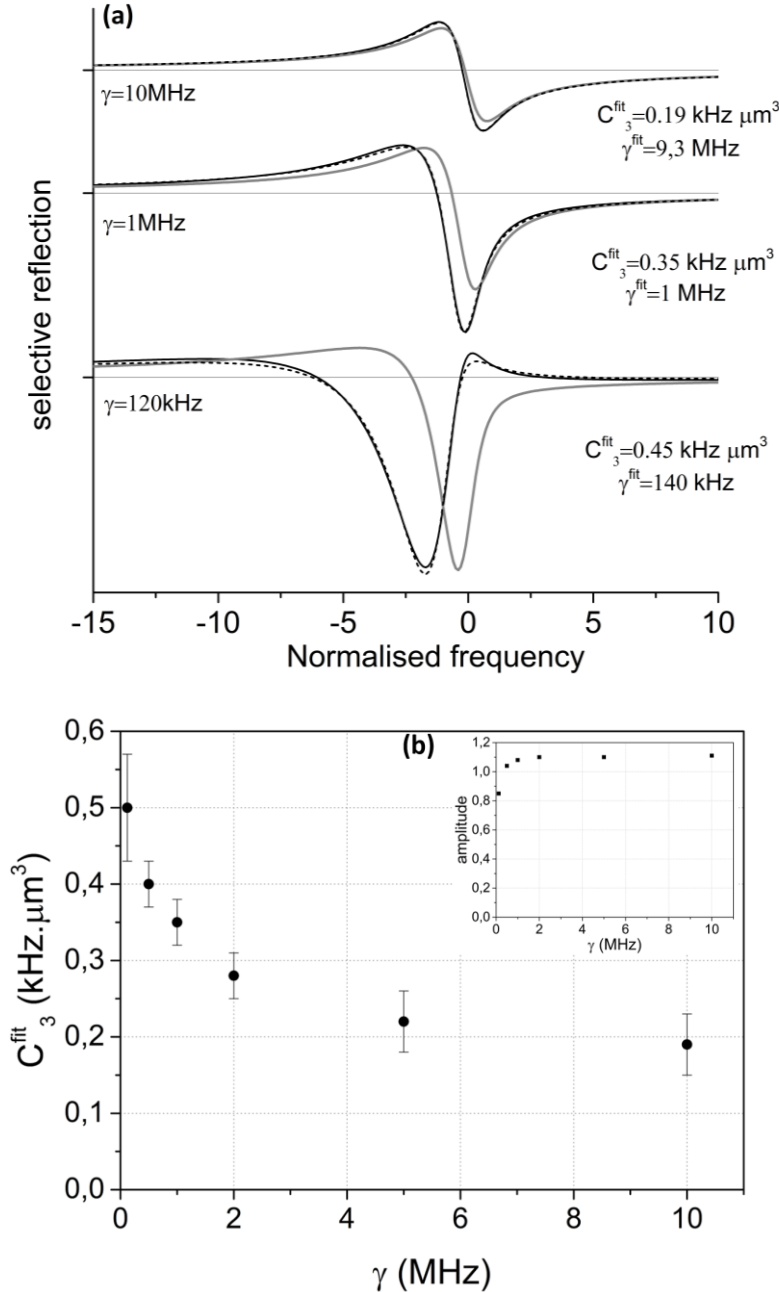 (a)
γ=10MHz
C^fit_3=0.19 kHz μm^3
γ^fit=9,3 MHz
γ=1MHz
C^fit_3=0.35 kHz μm^3
γ^fit=1 MHz
γ=120kHz
C^fit_3=0.45 kHz μm^3
γ^fit=140 kHz
selective reflection
-15 -10 -5 0 5 10
Normalised frequency
(b)
0,6
0,5
0,4
0,3
0,2
0,1
0,0
C^fit_3 (kHz.μm^3)
0 2 4 6 8 10
γ (MHz)
1,2
1,0
0,8
0,6
0,4
0,2
0,0
amplitude
0 2 4 6 8 10
γ (MHz)